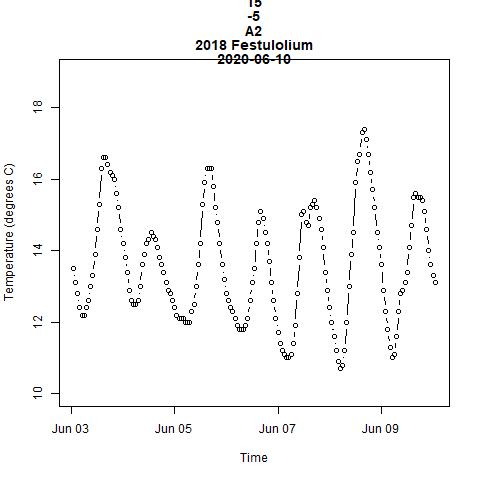 15
-5
A2
2018 Festulolium
2020-06-10
Temperature (degrees C)
18
16
14
12
10
Jun 03
Jun 05
Jun 07
Jun 09
Time